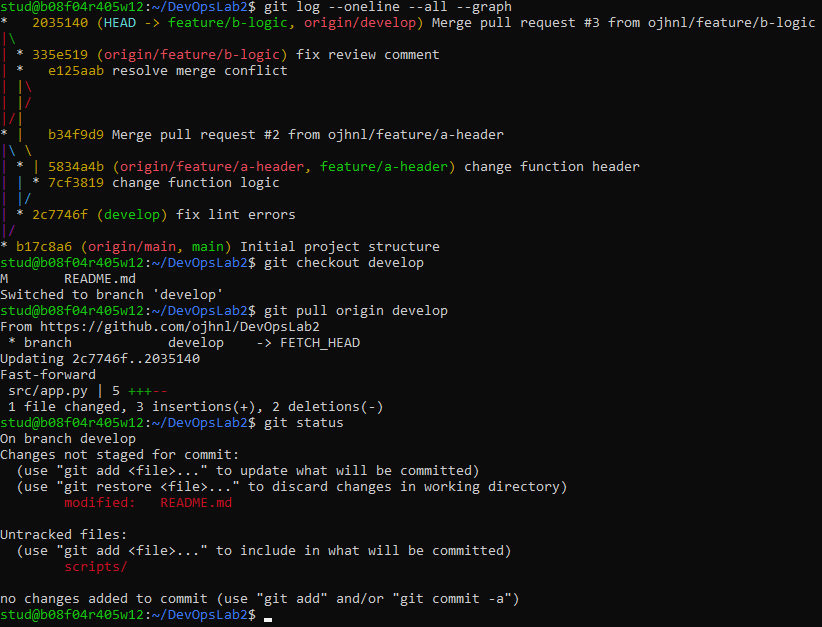 stud@b08f04r405w12:~/DevOpsLab2$ git log --oneline --all --graph
*   2035140 (HEAD -> feature/b-logic, origin/develop) Merge pull request #3 from ojhnl/feature/b-logic
|\
| * 335e519 (origin/feature/b-logic) fix review comment
| *   e125aab resolve merge conflict
| |\
| |/
|/|
* |   b34f9d9 Merge pull request #2 from ojhnl/feature/a-header
|\ \
| * | 5834a4b (origin/feature/a-header, feature/a-header) change function header
| | * 7cf3819 change function logic
| |/
| * 2c7746f (develop) fix lint errors
|/
* b17c8a6 (origin/main, main) Initial project structure
stud@b08f04r405w12:~/DevOpsLab2$ git checkout develop
M       README.md
Switched to branch 'develop'
stud@b08f04r405w12:~/DevOpsLab2$ git pull origin develop
From https://github.com/ojhnl/DevOpsLab2
 * branch            develop    -> FETCH_HEAD
Updating 2c7746f..2035140
Fast-forward
 src/app.py | 5 +++--
 1 file changed, 3 insertions(+), 2 deletions(-)
stud@b08f04r405w12:~/DevOpsLab2$ git status
On branch develop
Changes not staged for commit:
  (use "git add <file>..." to update what will be committed)
  (use "git restore <file>..." to discard changes in working directory)
        modified:   README.md

Untracked files:
  (use "git add <file>..." to include in what will be committed)
        scripts/

no changes added to commit (use "git add" and/or "git commit -a")
stud@b08f04r405w12:~/DevOpsLab2$